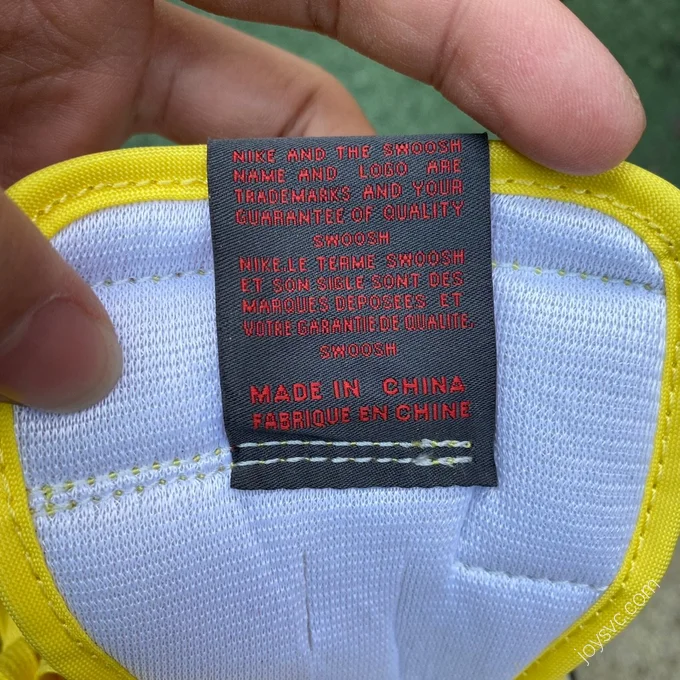 NIKE AND THE SWOOSH
NAME AND LOGO ARE
TRADEMARKS AND YOUR
GUARANTEE OF QUALITY
SWOOSH
NIKE.LE TERME SWOOSH
ET SON SIBLE SONT DES
MARQUES DEPOSEES ET
VOTRE GARANTIE DE QUALITE,
SWOOSH
MADE IN CHINA
FABRIQUE EN CHINE
joysvc.com